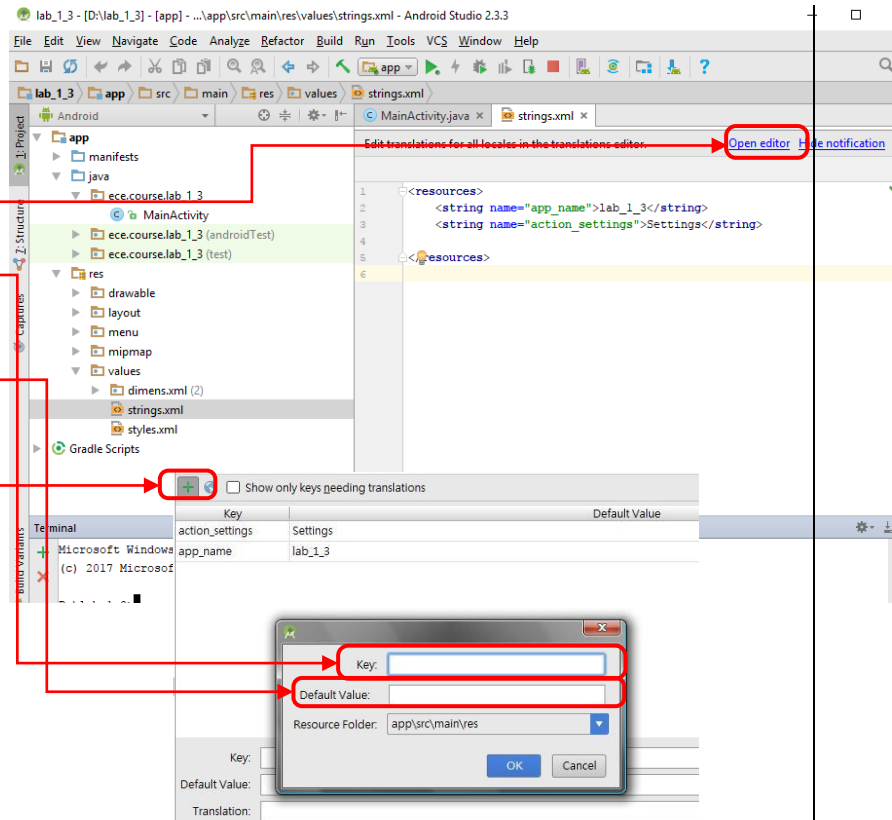 lab_1_3 - [D:\lab_1_3] - [app] - ...\app\src\main\res\values\strings.xml - Android Studio 2.3.3
File Edit View Navigate Code Analyze Refactor Build Run Tools VCS Window Help
app
lab_1_3 app src main res values strings.xml
1: Project
Android
MainActivity.java × strings.xml ×
Edit translations for all locales in the translations editor. Open editor Hide notification
app
manifests
java
ece.course.lab_1_3
MainActivity
ece.course.lab_1_3 (androidTest)
ece.course.lab_1_3 (test)
res
drawable
layout
menu
mipmap
values
dimens.xml (2)
strings.xml
styles.xml
Gradle Scripts
Z: Structure
Captures
Build Variants
1 <resources>
2 <string name="app_name">lab_1_3</string>
3 <string name="action_settings">Settings</string>
4
5 </resources>
6
Show only keys needing translations
Key Default Value
action_settings Settings
app_name lab_1_3
Terminal
Microsoft Windows
(c) 2017 Microsof
Key:
Default Value:
Resource Folder: app\src\main\res
OK Cancel
Key:
Default Value:
Translation: